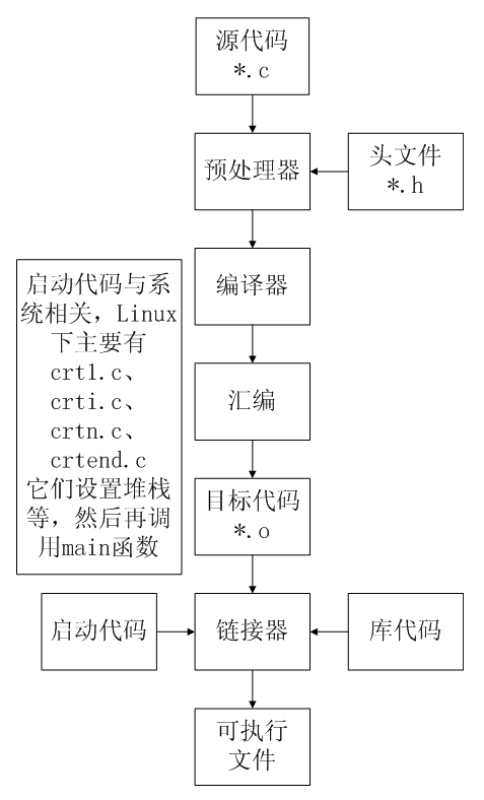 源代码
*.c
预处理器
头文件
*.h
编译器
启动代码与系
统相关，Linux
下主要有
crt1.c、
crti.c、
crtn.c、
crtend.c
它们设置堆栈
等，然后再调
用main函数
汇编
目标代码
*.o
启动代码
链接器
库代码
可执行
文件